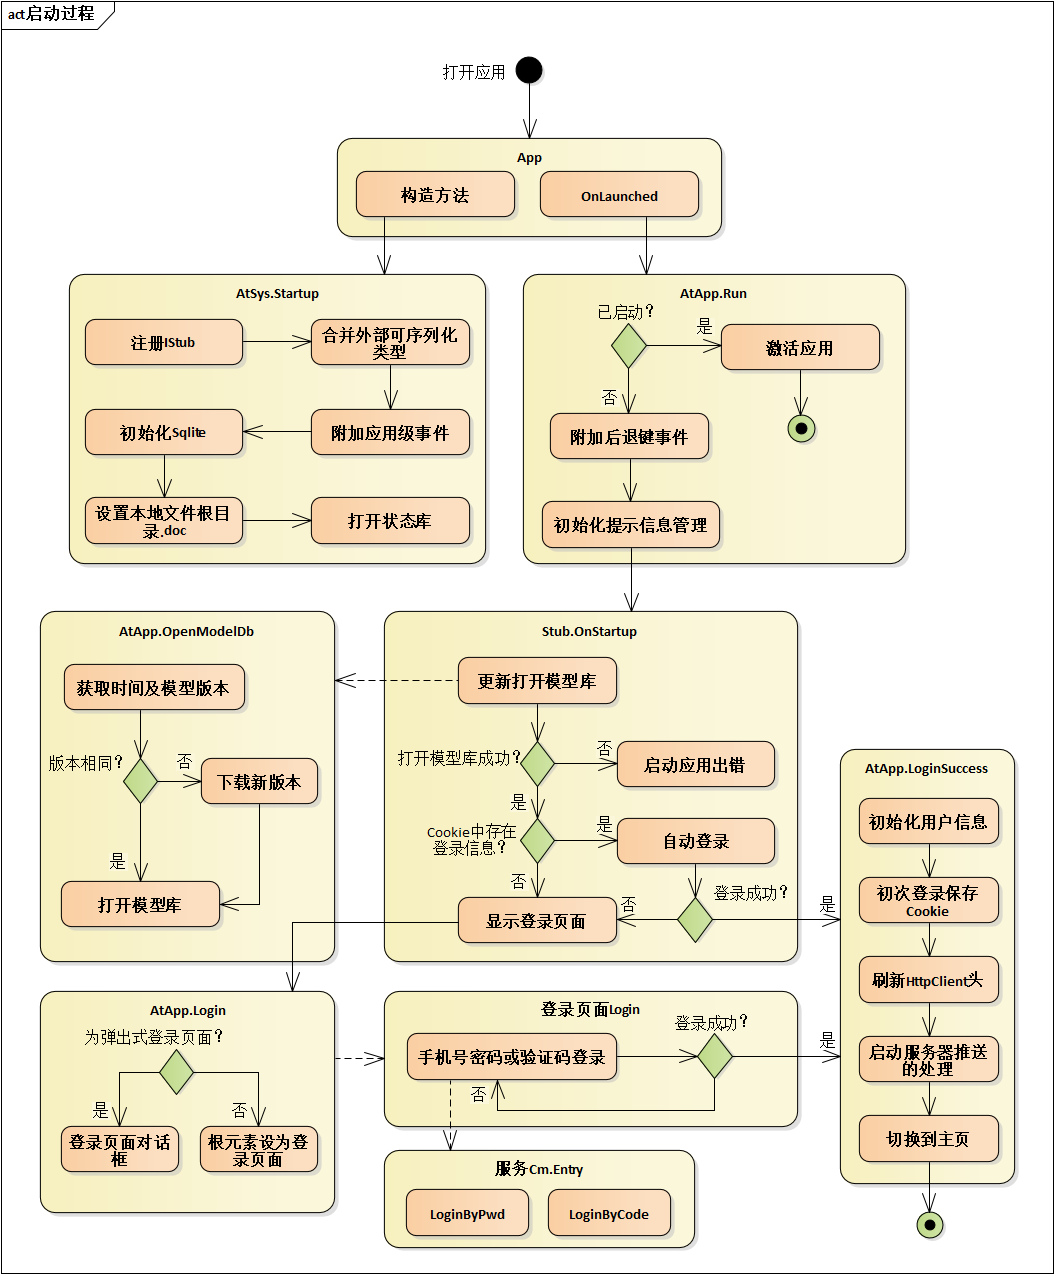 act启动过程
打开应用
App
构造方法
OnLaunched
AtSys.Startup
注册IStub
合并外部可序列化
类型
初始化Sqlite
附加应用级事件
设置本地文件根目
录.doc
打开状态库
AtApp.Run
已启动？
是
激活应用
否
附加后退键事件
初始化提示信息管理
AtApp.OpenModelDb
获取时间及模型版本
版本相同？
否
下载新版本
是
打开模型库
Stub.OnStartup
更新打开模型库
打开模型库成功？
否
启动应用出错
是
Cookie中存在
登录信息？
是
自动登录
否
登录成功？
否
显示登录页面
是
AtApp.LoginSuccess
初始化用户信息
初次登录保存
Cookie
刷新HttpClient头
启动服务器推送
的处理
切换到主页
AtApp.Login
为弹出式登录页面？
是
否
登录页面对话
框
根元素设为登
录页面
登录页面Login
登录成功？
手机号密码或验证码登录
否
是
服务Cm.Entry
LoginByPwd
LoginByCode